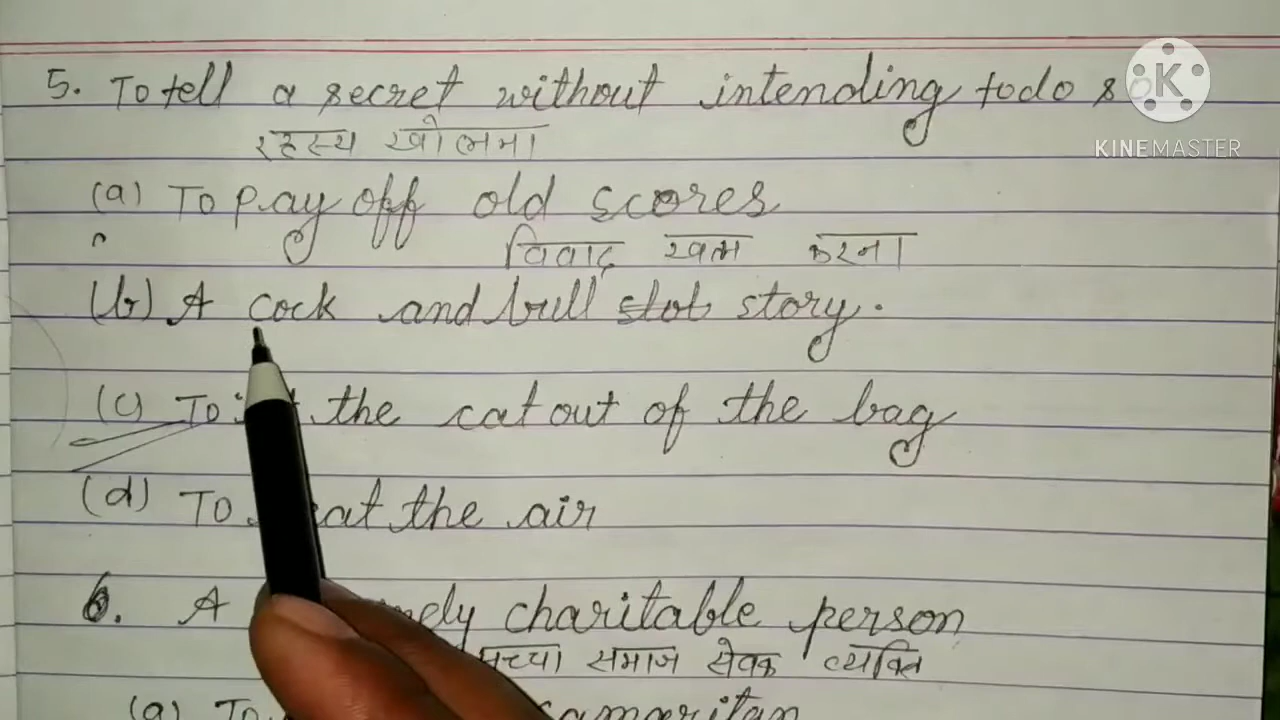 5. To tell a secret without intending to do so
K
KINEMASTER
रहस्य खोलना
(a) To pay off old scores
विवाद खत्म करना
(b) A cock and bull story.
(c) To the cat out of the bag
(d) To the air
6. A charitable person
सच्चा समाज सेवक व्यक्ति
(a) samaritan